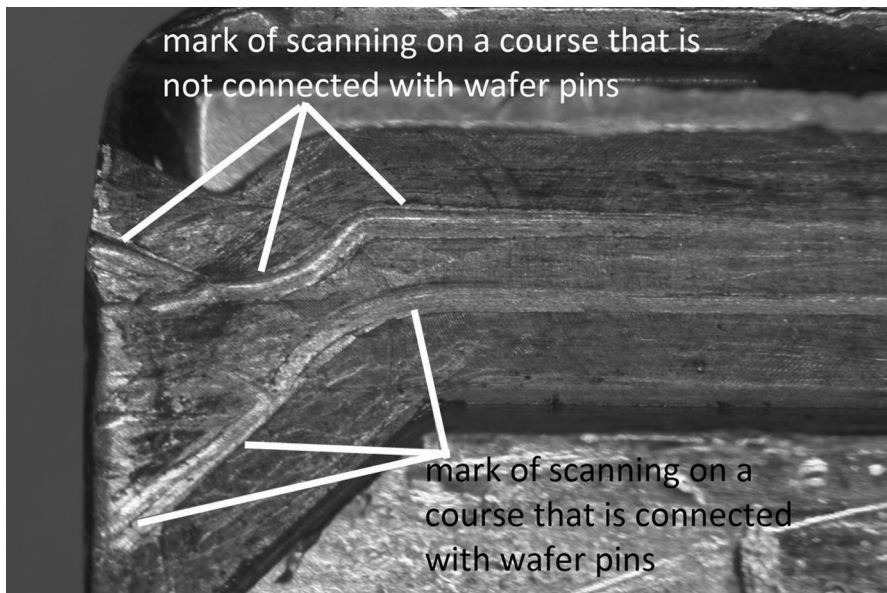 mark of scanning on a course that is
not connected with wafer pins
mark of scanning on a
course that is connected
with wafer pins